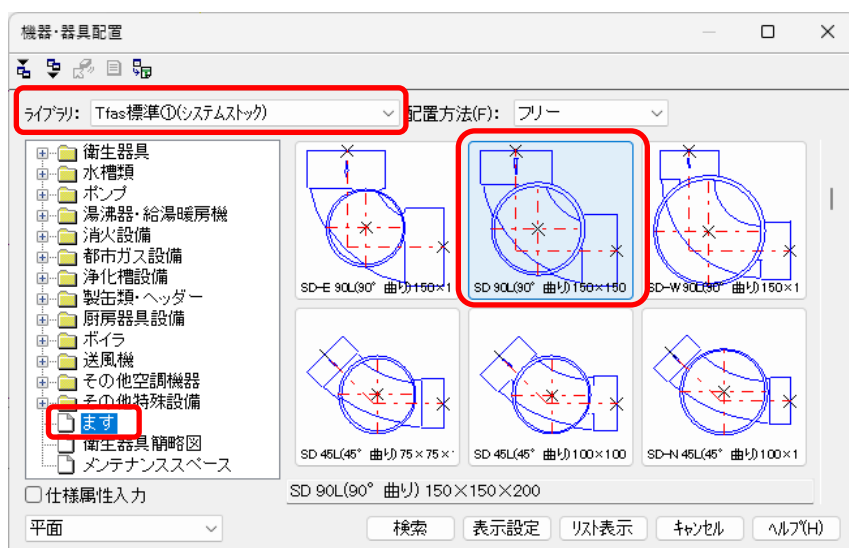 機器･器具配置
ﾗｲﾌﾞﾗﾘ: Tfas標準①(ｼｽﾃﾑｽﾄｯｸ) 配置方法(F): フリー
衛生器具
水槽類
ポンプ
湯沸器･給湯暖房機
消火設備
都市ガス設備
浄化槽設備
製缶類･ヘッダー
厨房器具設備
ボイラ
送風機
その他空調機器
その他特殊設備
ます
衛生器具簡略図
メンテナンススペース
SD-E 90L(90° 曲り)150×1
SD 90L(90° 曲り)150×150
SD-W 90L(90° 曲り)150×1
SD 45L(45° 曲り)75×75×
SD 45L(45° 曲り)100×100
SD-N 45L(45° 曲り)100×1
仕様属性入力
SD 90L(90° 曲り) 150×150×200
平面
検索 表示設定 ﾘｽﾄ表示 ｷｬﾝｾﾙ ﾍﾙﾌﾟ(H)